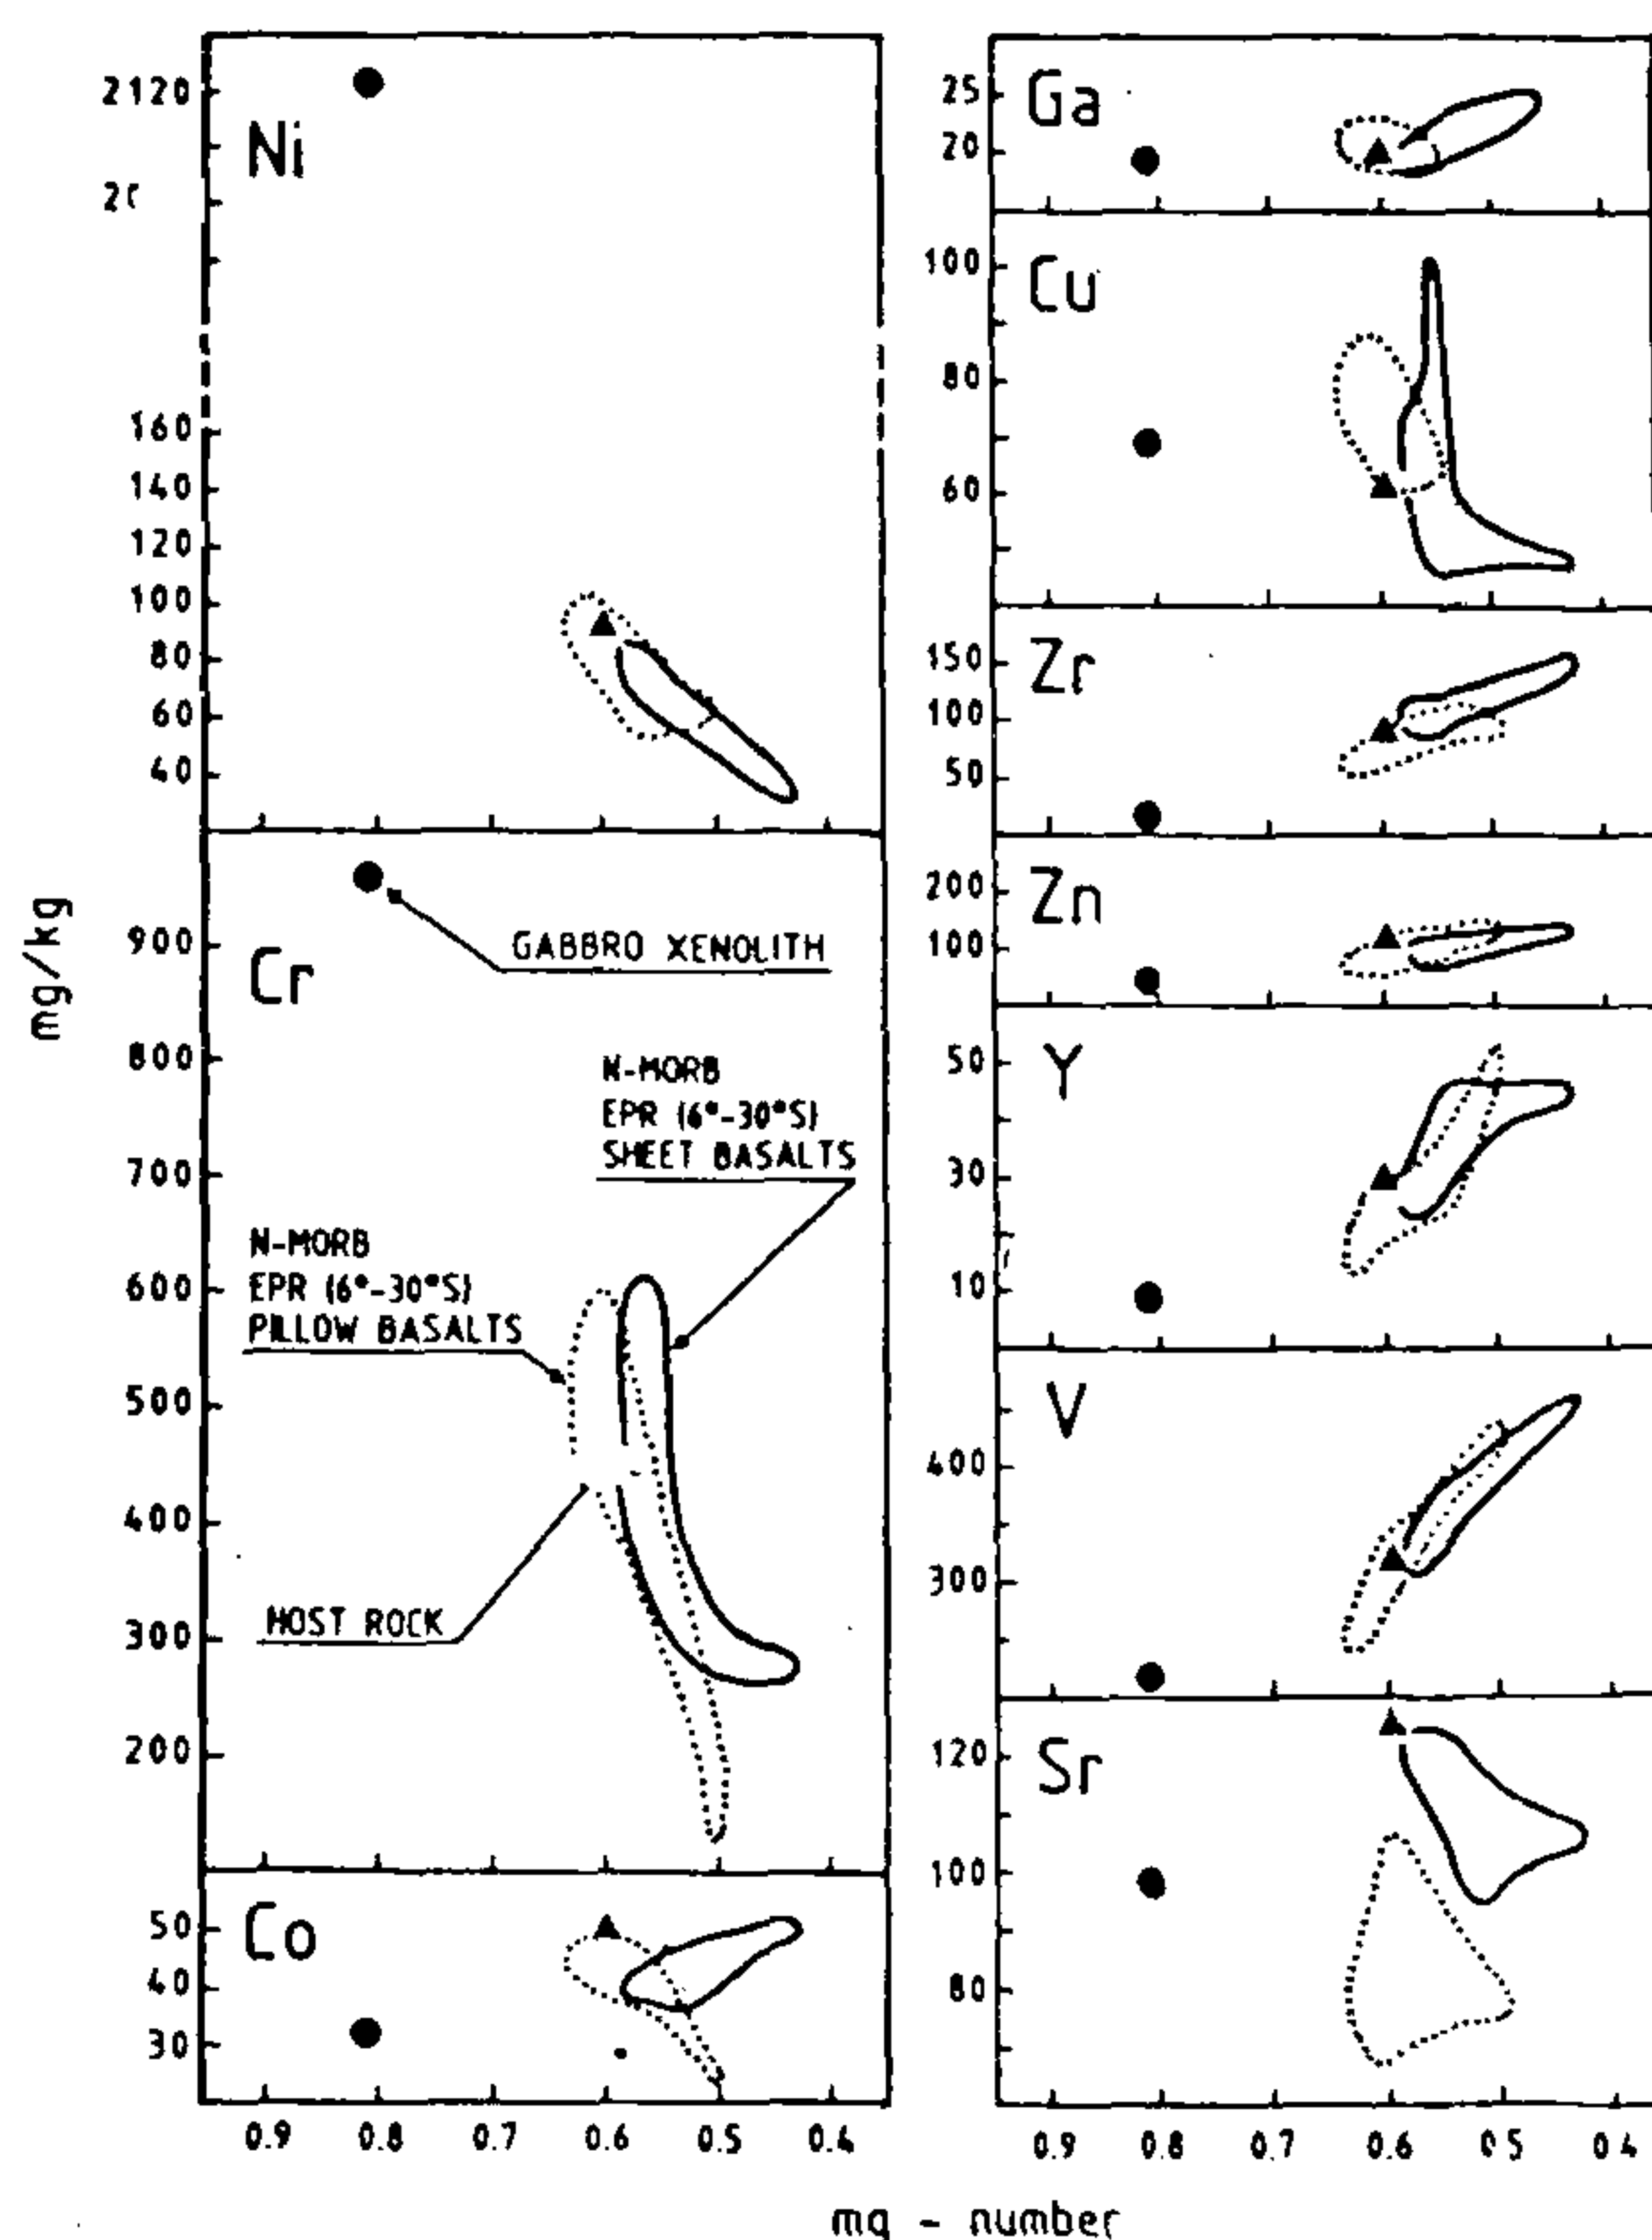 2120
Ni
160
140
120
100
80
60
40
mg/kg
Cr
GABBRO XENOLITH
900
800
700
600
500
400
300
200
N-MORB
EPR (6°-30°S)
SHEET BASALTS
N-MORB
EPR (6°-30°S)
PILLOW BASALTS
HOST ROCK
Co
50
40
30
0.9 0.8 0.7 0.6 0.5 0.4
Ga
25
20
Cu
100
80
60
Zr
150
100
50
Zn
200
100
Y
50
30
10
V
400
300
Sr
120
100
80
0.9 0.8 0.7 0.6 0.5 0.4
mg - number